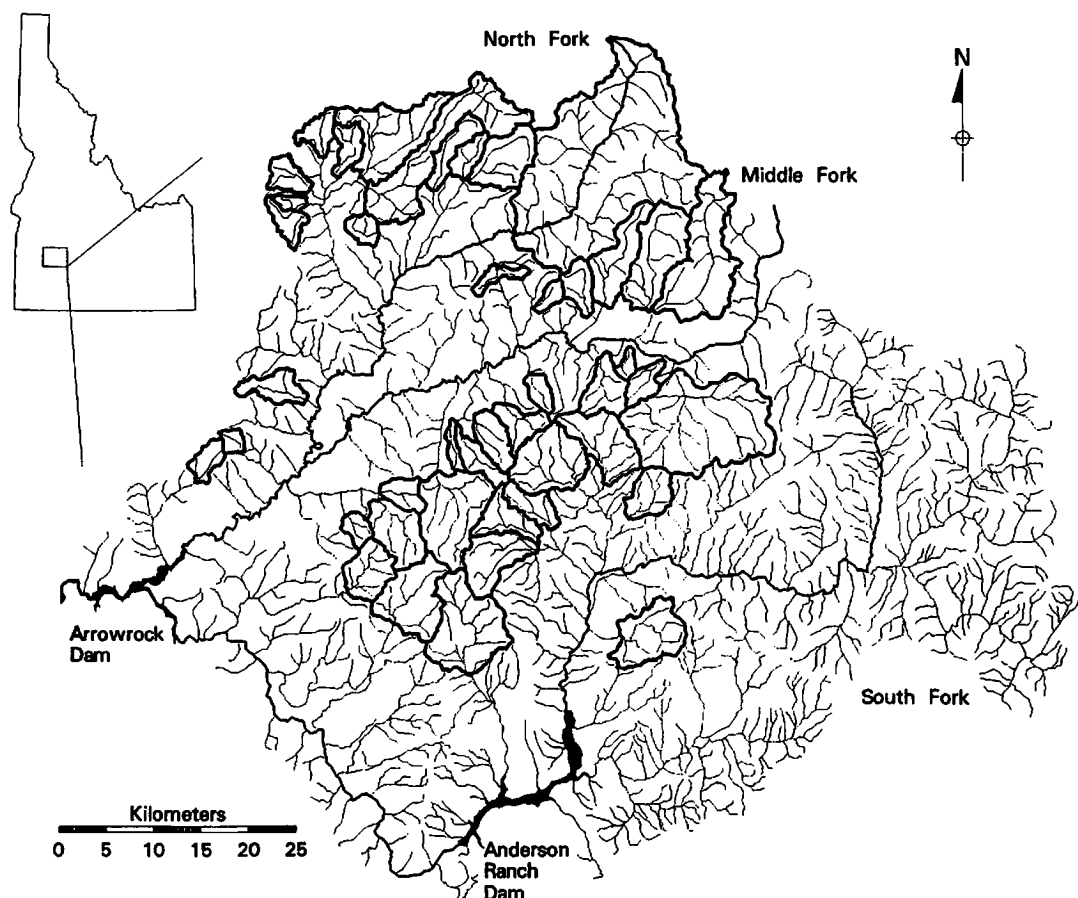 North Fork
N
Middle Fork
Arrowrock
Dam
South Fork
Kilometers
0 5 10 15 20 25
Anderson
Ranch
Dam